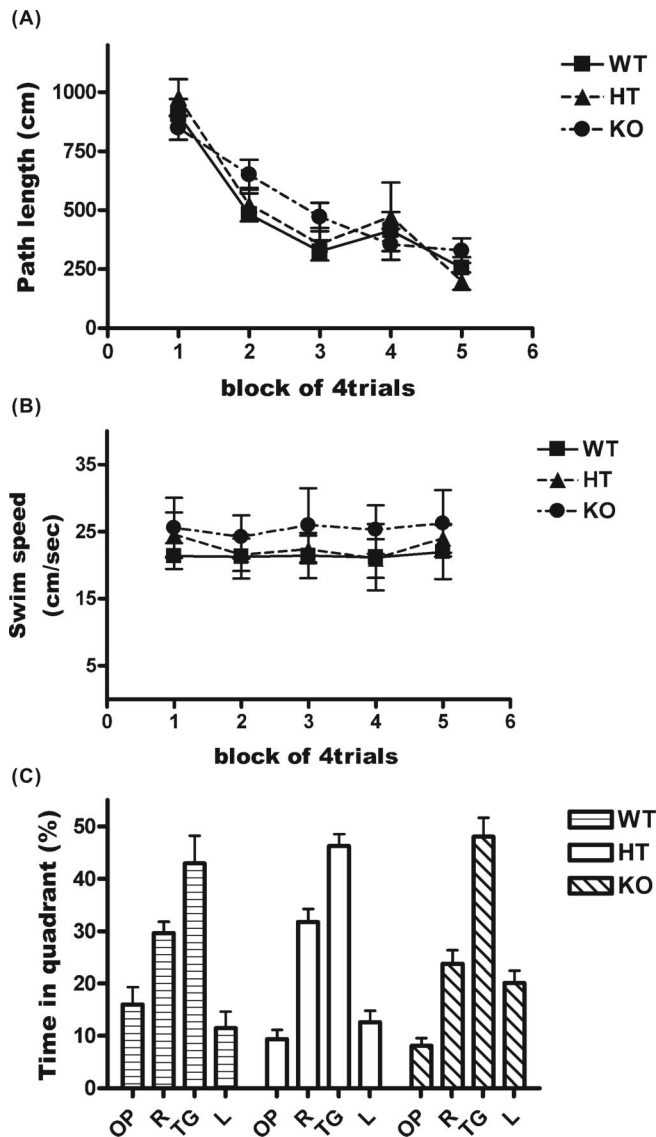 (A)
WT
HT
KO
Path length (cm)
1000
750
500
250
0
0 1 2 3 4 5 6
block of 4trials
(B)
WT
HT
KO
Swim speed
(cm/sec)
35
25
15
5
0 1 2 3 4 5 6
block of 4trials
(C)
WT
HT
KO
Time in quadrant (%)
50
40
30
20
10
0
OP R TG L OP R TG L OP R TG L